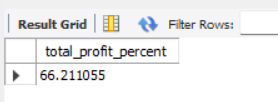 Result Grid Filter Rows:
total_profit_percent
66.211055